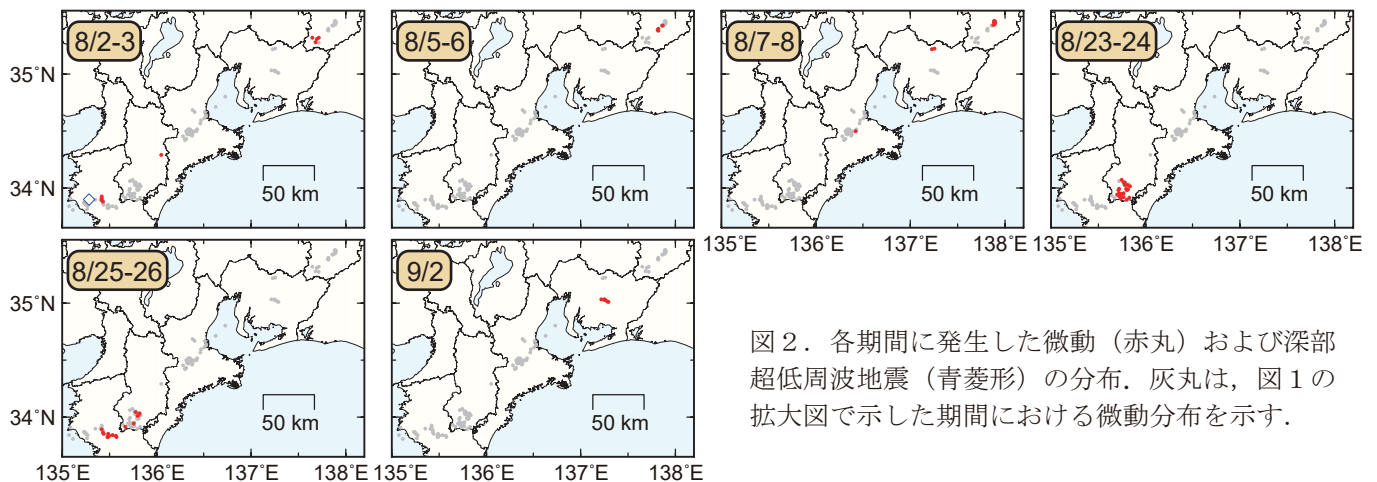 8/2-3
8/5-6
8/7-8
8/23-24
35˚N
34˚N
50 km
50 km
50 km
50 km
135˚E 136˚E 137˚E 138˚E
135˚E 136˚E 137˚E 138˚E
8/25-26
9/2
35˚N
34˚N
50 km
50 km
135˚E 136˚E 137˚E 138˚E
135˚E 136˚E 137˚E 138˚E
図2．各期間に発生した微動（赤丸）および深部
超低周波地震（青菱形）の分布．灰丸は，図1の
拡大図で示した期間における微動分布を示す．